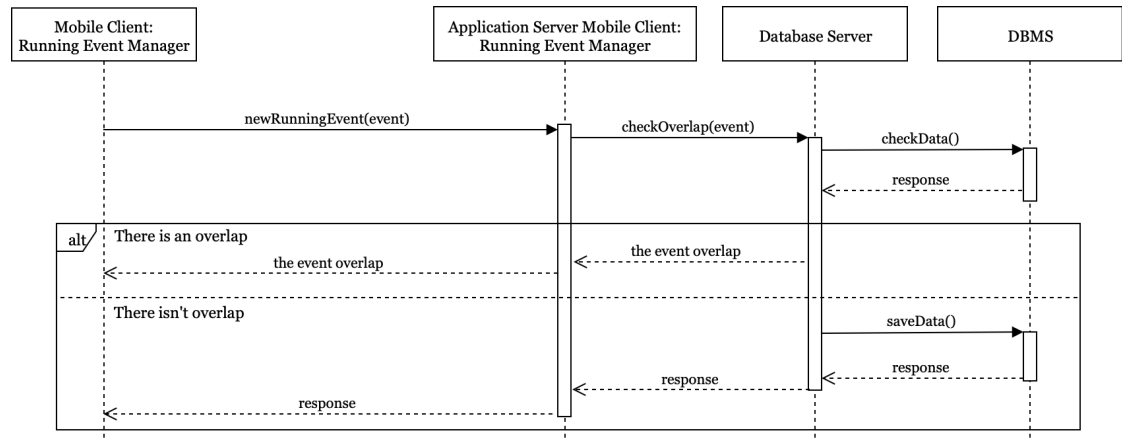 Mobile Client:
Running Event Manager
Application Server Mobile Client:
Running Event Manager
Database Server
DBMS
newRunningEvent(event)
checkOverlap(event)
checkData()
response
alt
There is an overlap
the event overlap
the event overlap
There isn't overlap
saveData()
response
response
response